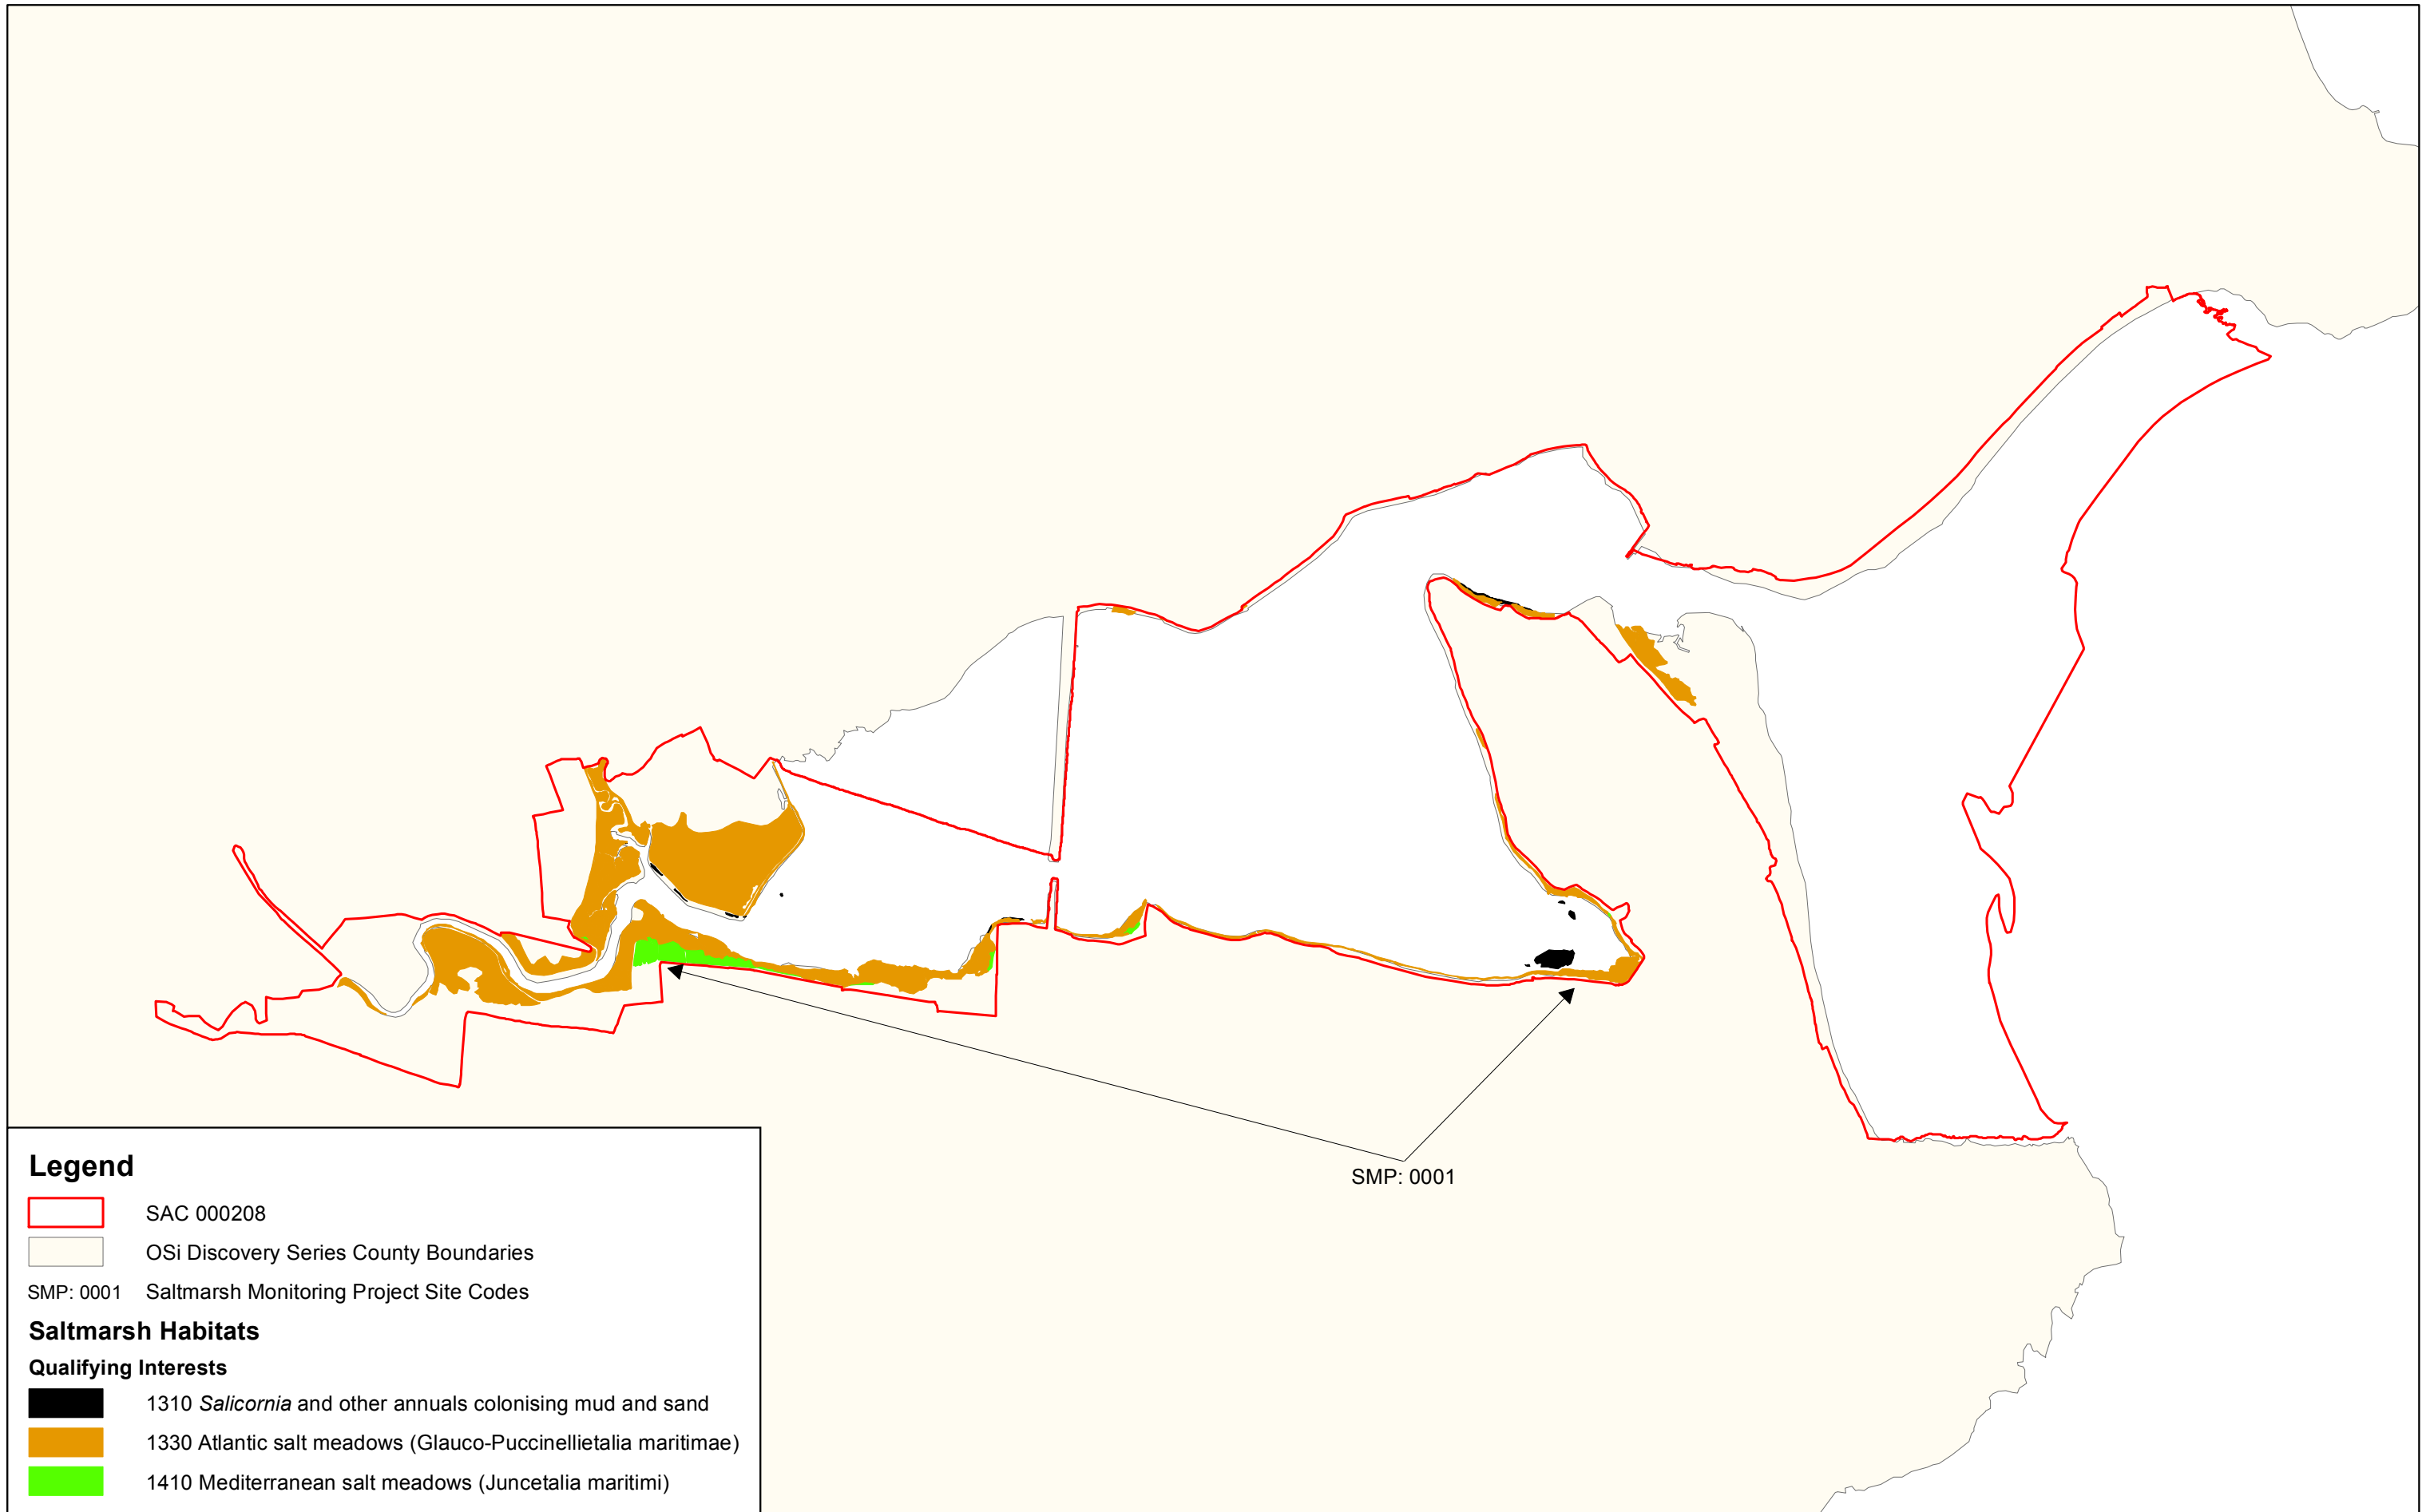 SMP: 0001
Legend
SAC 000208
OSi Discovery Series County Boundaries
SMP: 0001 Saltmarsh Monitoring Project Site Codes
Saltmarsh Habitats
Qualifying Interests
1310 Salicornia and other annuals colonising mud and sand
1330 Atlantic salt meadows (Glauco-Puccinellietalia maritimae)
1410 Mediterranean salt meadows (Juncetalia maritimi)